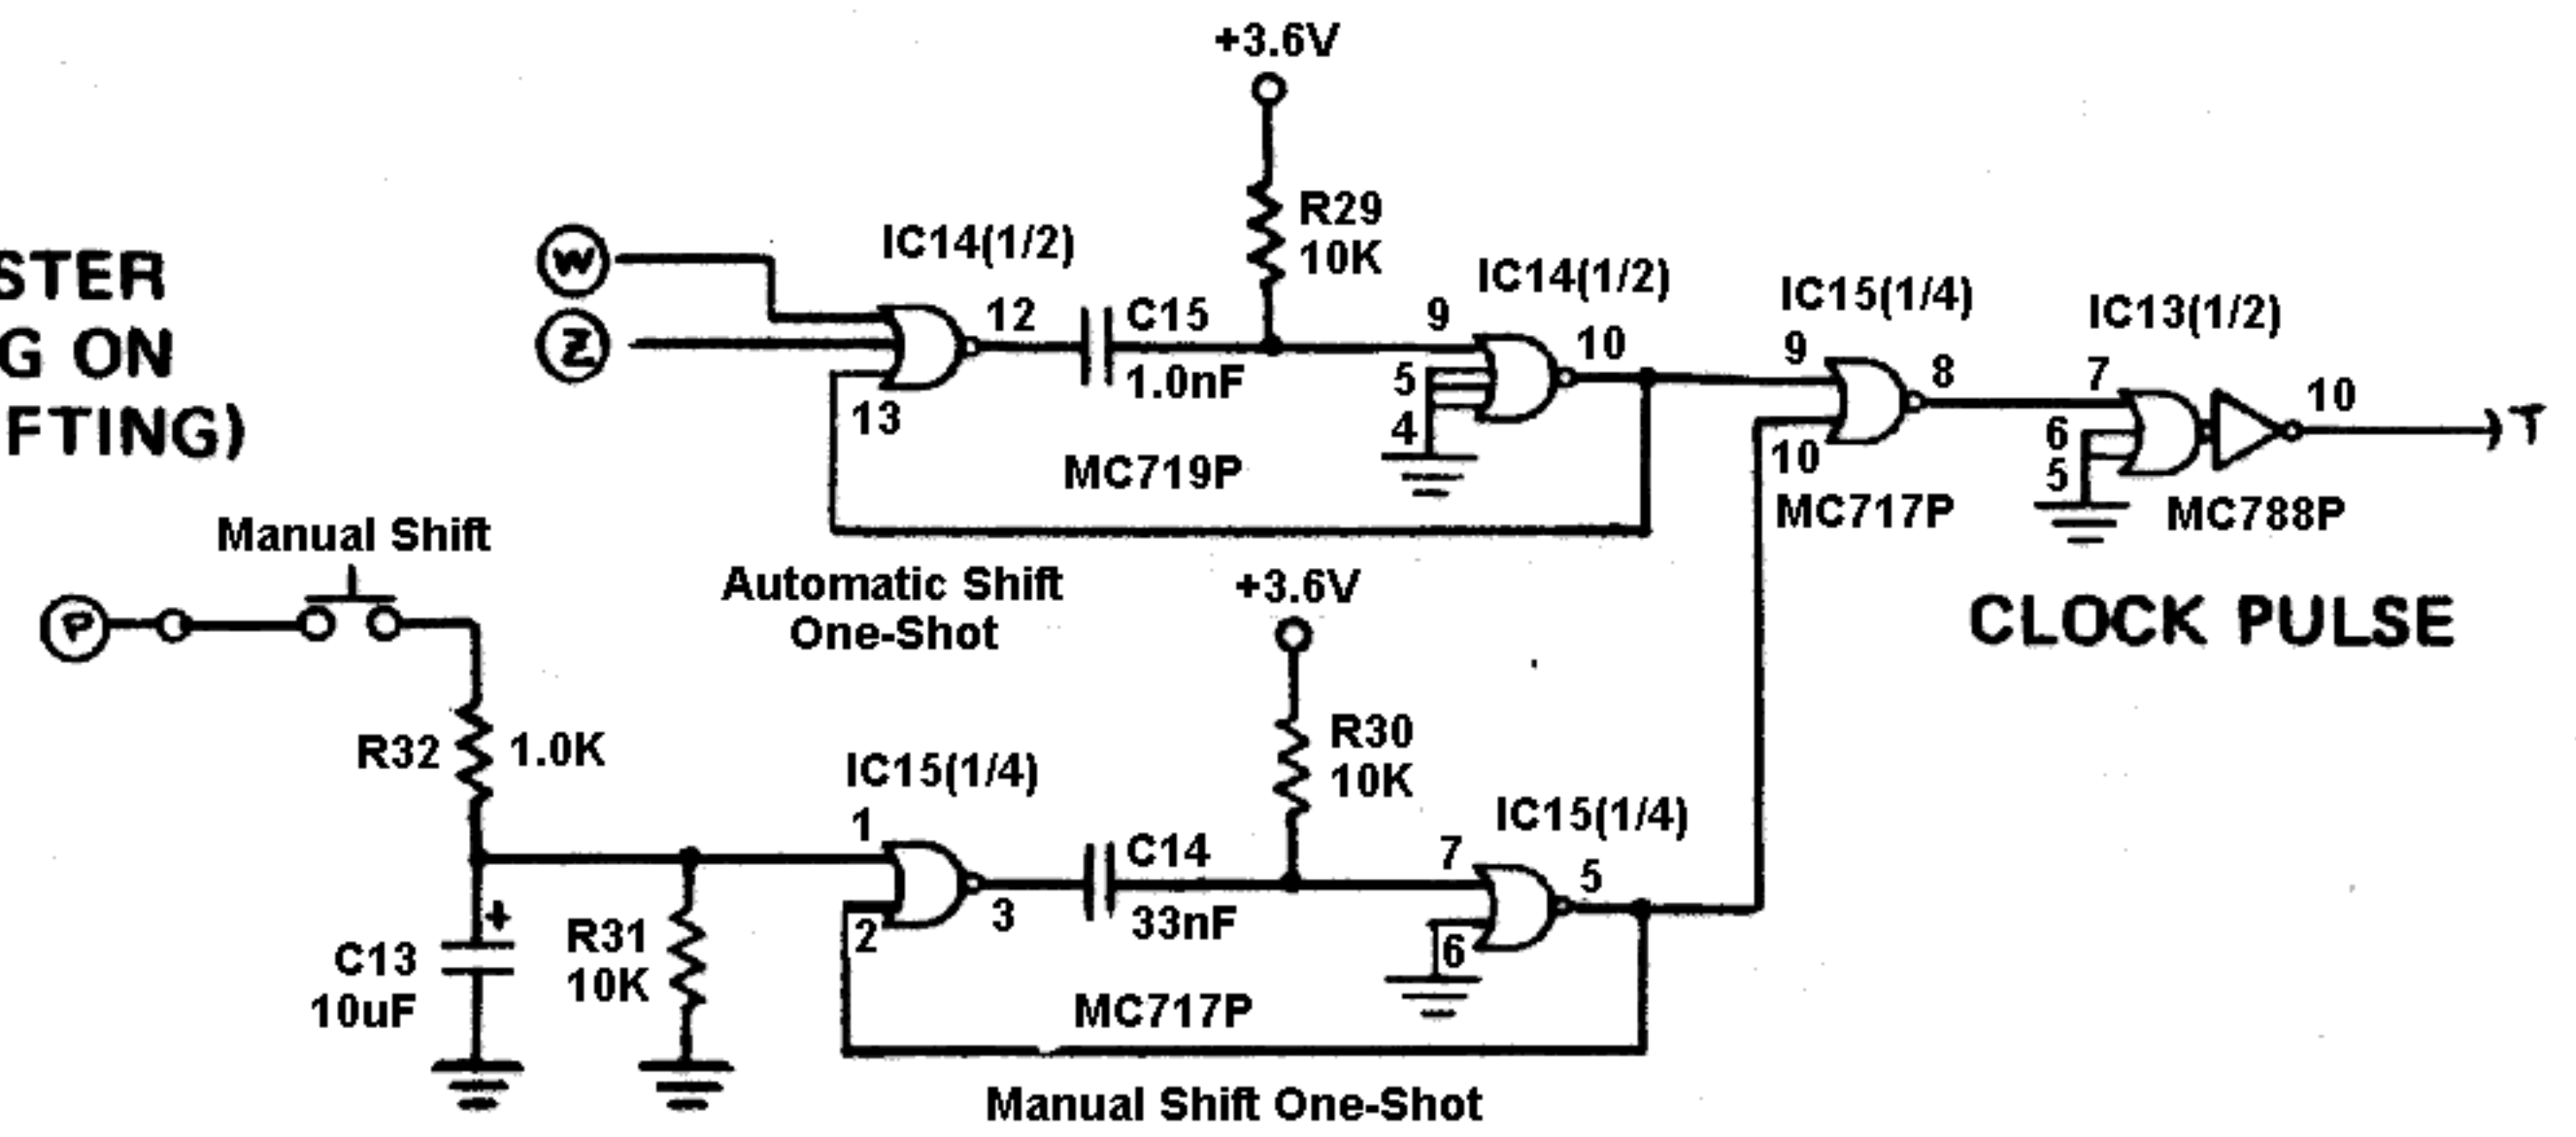 +3.6V
R29
10K
IC14(1/2)
W
Z
12
C15
1.0nF
13
MC719P
9
5
4
IC14(1/2)
10
IC15(1/4)
9
8
10
MC717P
IC13(1/2)
7
6
5
10
T
MC788P
CLOCK PULSE
STER
G ON
FTING)
Manual Shift
P
Automatic Shift
One-Shot
+3.6V
R30
10K
R32
1.0K
IC15(1/4)
1
2
3
C14
33nF
7
6
IC15(1/4)
5
C13
10uF
+
R31
10K
MC717P
Manual Shift One-Shot